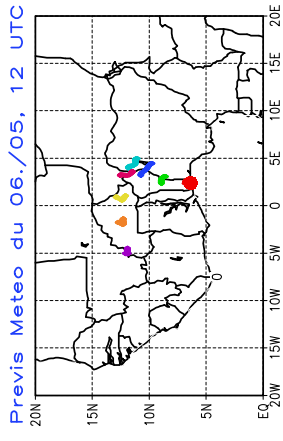 Previs Meteo du 06./05, 12 UTC
20N
15N
10N
5N
EQ
20W
15W
10W
5W
0
5E
10E
15E
20E
0